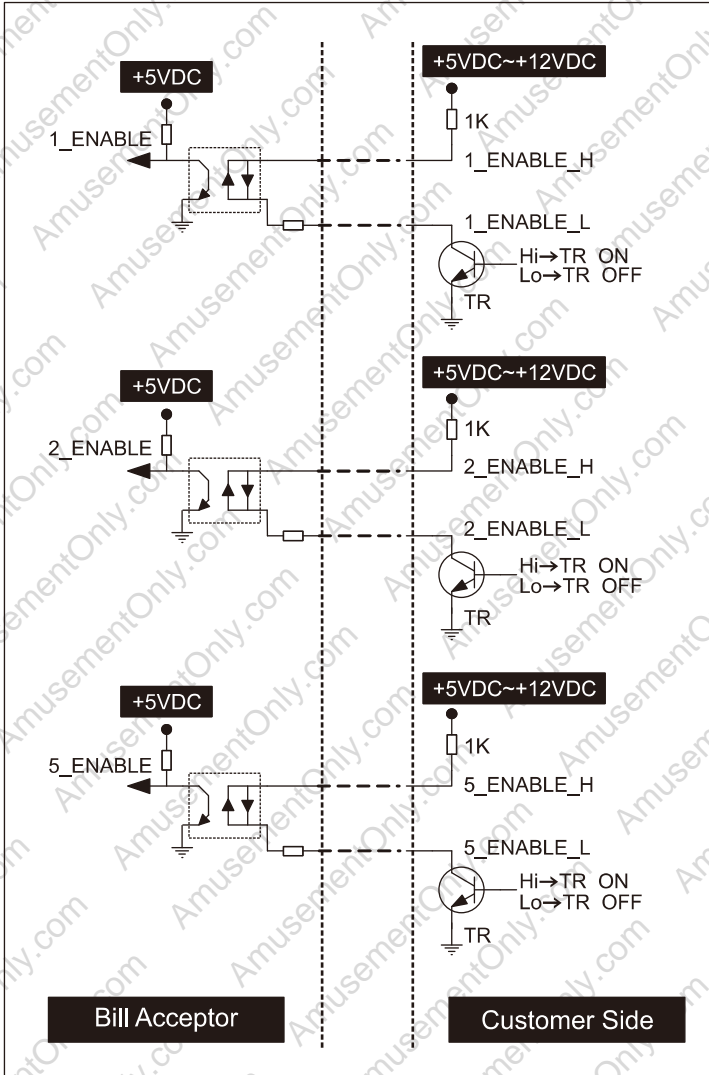 +5VDC
+5VDC~+12VDC
1K
1_ENABLE
1_ENABLE_H
1_ENABLE_L
Hi→TR ON
Lo→TR OFF
TR
+5VDC
+5VDC~+12VDC
1K
2_ENABLE
2_ENABLE_H
2_ENABLE_L
Hi→TR ON
Lo→TR OFF
TR
+5VDC
+5VDC~+12VDC
1K
5_ENABLE
5_ENABLE_H
5_ENABLE_L
Hi→TR ON
Lo→TR OFF
TR
Bill Acceptor
Customer Side
AmusementOnly.com